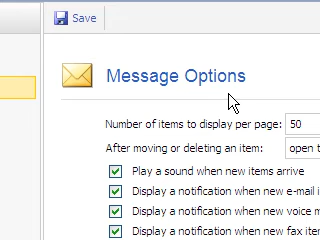 Save
Message Options
Number of items to display per page: 50
After moving or deleting an item: open t
Play a sound when new items arrive
Display a notification when new e-mail i
Display a notification when new voice m
Display a notification when new fax item